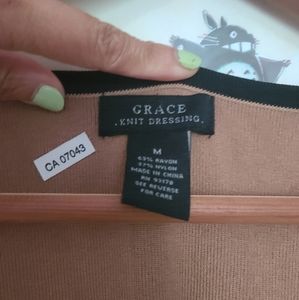 GRACE
.KNIT DRESSING.
M
63% RAYON
37% NYLON
MADE IN CHINA
RN 93178
SEE REVERSE
FOR CARE
CA 07043